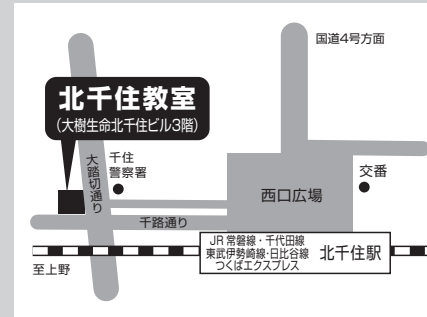 国道4号方面
北千住教室
(大樹生命北千住ビル3階)
大踏切通り
千住
警察署
交番
西口広場
千路通り
JR常磐線・千代田線
東武伊勢崎線・日比谷線
つくばエクスプレス
北千住駅
至上野